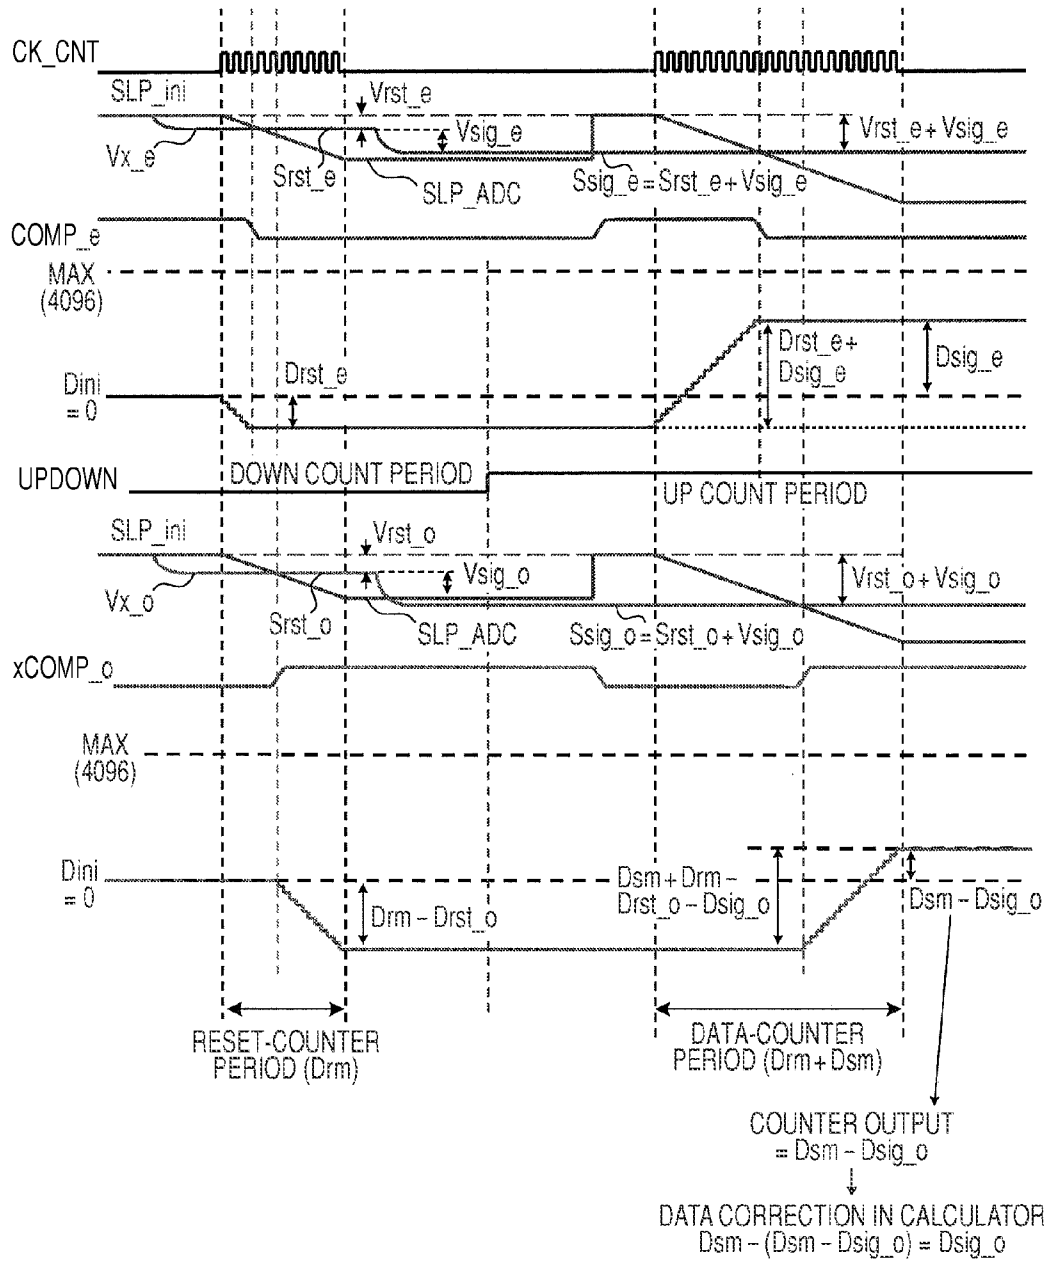 CK_CNT
SLP_ini
Vrst_e
Vsig_e
Vrst_e + Vsig_e
Vx_e
Srst_e
SLP_ADC
Ssig_e = Srst_e + Vsig_e
COMP_e
MAX
(4096)
Drst_e
Drst_e +
Dsig_e
Dsig_e
Dini
= 0
UPDOWN
DOWN COUNT PERIOD
UP COUNT PERIOD
SLP_ini
Vrst_o
Vsig_o
Vrst_o + Vsig_o
Vx_o
Srst_o
SLP_ADC
Ssig_o = Srst_o + Vsig_o
xCOMP_o
MAX
(4096)
Dini
= 0
Drm – Drst_o
Dsm + Drm –
Drst_o – Dsig_o
Dsm – Dsig_o
RESET-COUNTER
PERIOD (Drm)
DATA-COUNTER
PERIOD (Drm + Dsm)
COUNTER OUTPUT
= Dsm – Dsig_o
DATA CORRECTION IN CALCULATOR
Dsm – (Dsm – Dsig_o) = Dsig_o